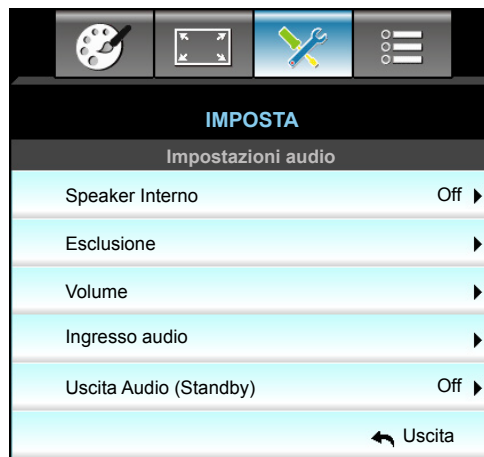 IMPOSTA
Impostazioni audio
Speaker Interno Off
Esclusione
Volume
Ingresso audio
Uscita Audio (Standby) Off
Uscita